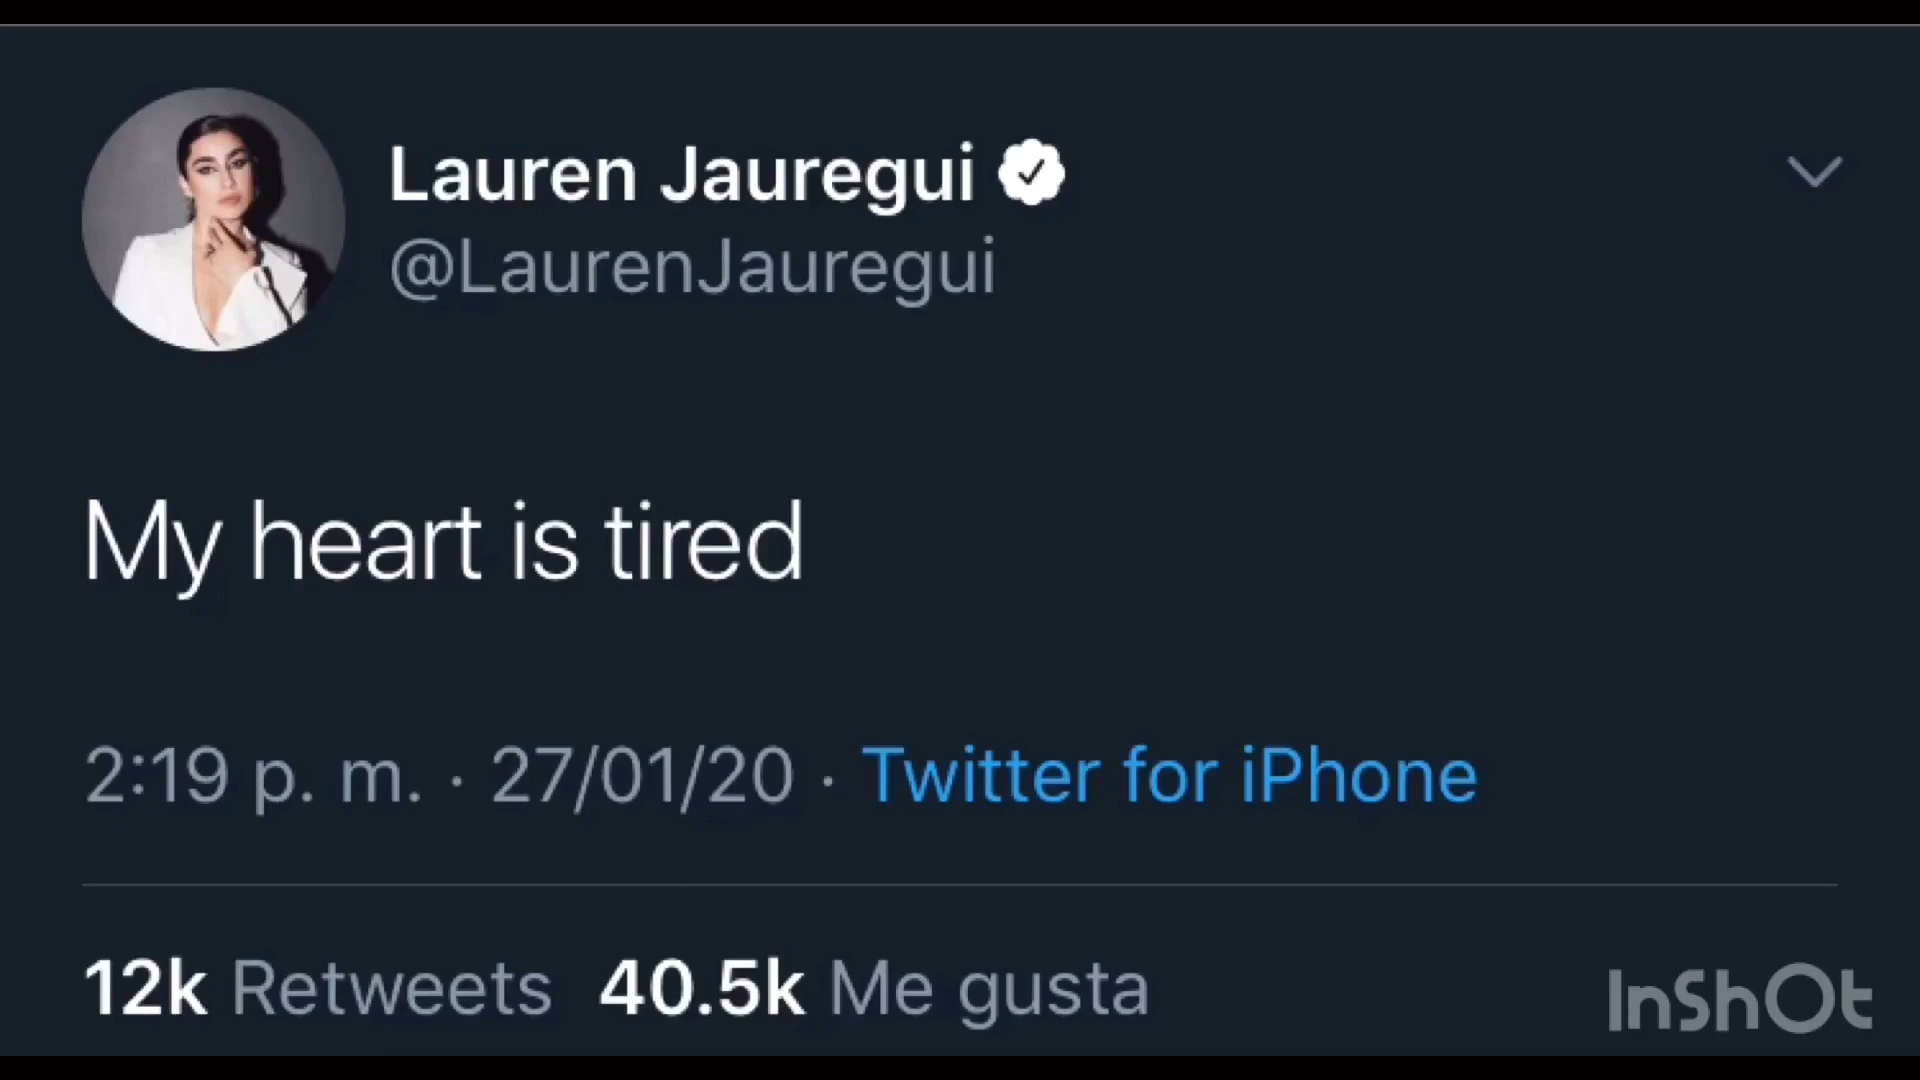 Lauren Jauregui
@LaurenJauregui
My heart is tired
2:19 p. m. · 27/01/20 · Twitter for iPhone
12k Retweets 40.5k Me gusta
InShOt